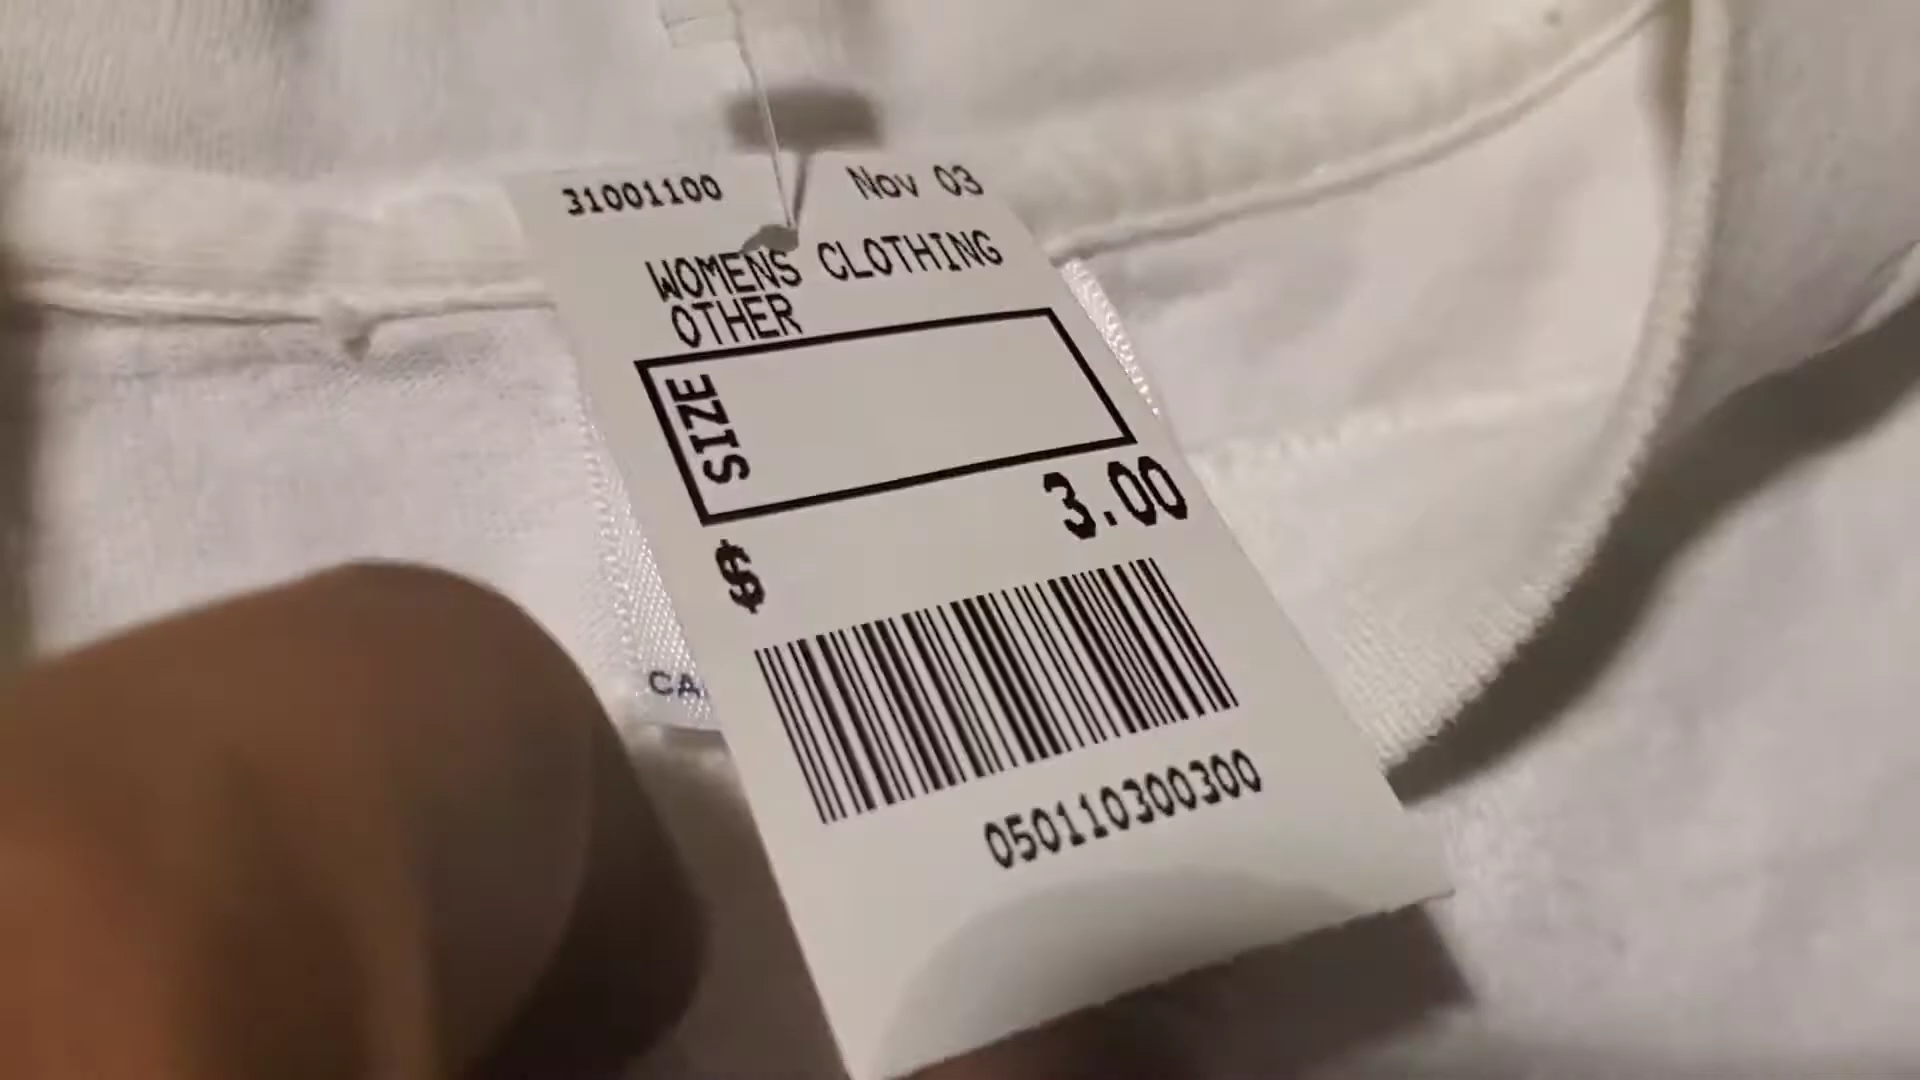 31001100 Nov 03
WOMENS CLOTHING
OTHER
SIZE
$ 3.00
050110300300